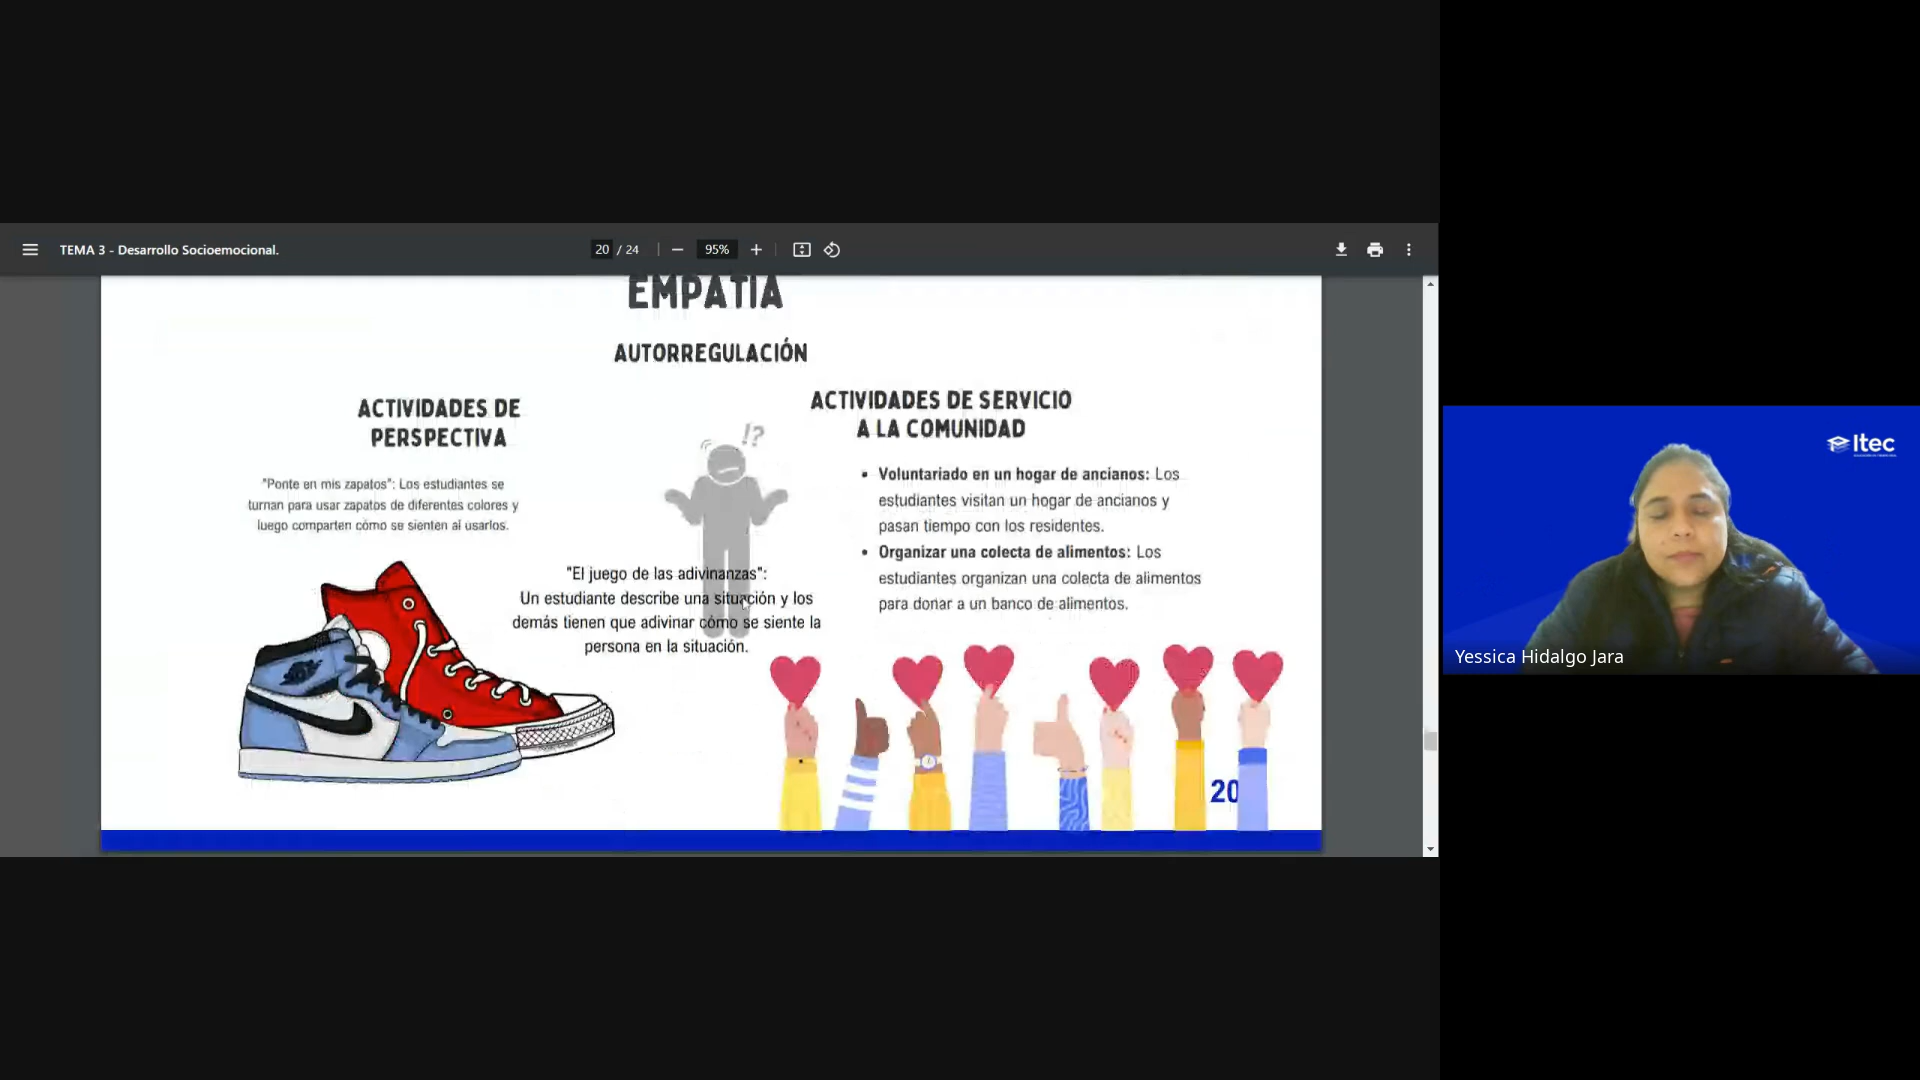 TEMA 3 - Desarrollo Socioemocional.
20 / 24
95%
EMPATÍA
AUTORREGULACIÓN
ACTIVIDADES DE
PERSPECTIVA
"Ponte en mis zapatos": Los estudiantes se
turnan para usar zapatos de diferentes colores y
luego comparten cómo se sienten al usarlos.
!?
"El juego de las adivinanzas":
Un estudiante describe una situación y los
demás tienen que adivinar cómo se siente la
persona en la situación.
ACTIVIDADES DE SERVICIO
A LA COMUNIDAD
• Voluntariado en un hogar de ancianos: Los
estudiantes visitan un hogar de ancianos y
pasan tiempo con los residentes.
• Organizar una colecta de alimentos: Los
estudiantes organizan una colecta de alimentos
para donar a un banco de alimentos.
20
Itec
Yessica Hidalgo Jara